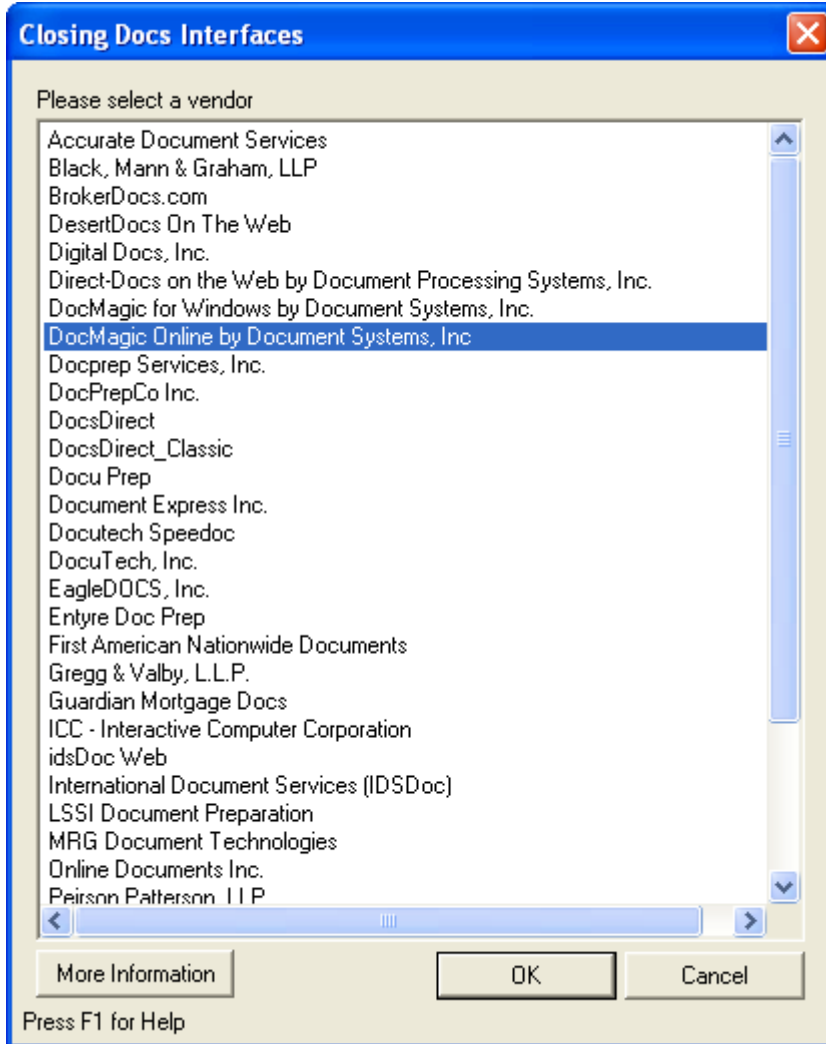 Closing Docs Interfaces
Please select a vendor
Accurate Document Services
Black, Mann & Graham, LLP
BrokerDocs.com
DesertDocs On The Web
Digital Docs, Inc.
Direct-Docs on the Web by Document Processing Systems, Inc.
DocMagic for Windows by Document Systems, Inc.
DocMagic Online by Document Systems, Inc
Docprep Services, Inc.
DocPrepCo Inc.
DocsDirect
DocsDirect_Classic
Docu Prep
Document Express Inc.
Docutech Speedoc
DocuTech, Inc.
EagleDOCS, Inc.
Entyre Doc Prep
First American Nationwide Documents
Gregg & Valby, L.L.P.
Guardian Mortgage Docs
ICC - Interactive Computer Corporation
idsDoc Web
International Document Services (IDSDoc)
LSSI Document Preparation
MRG Document Technologies
Online Documents Inc.
Peirson Patterson, LLP
More Information
OK
Cancel
Press F1 for Help